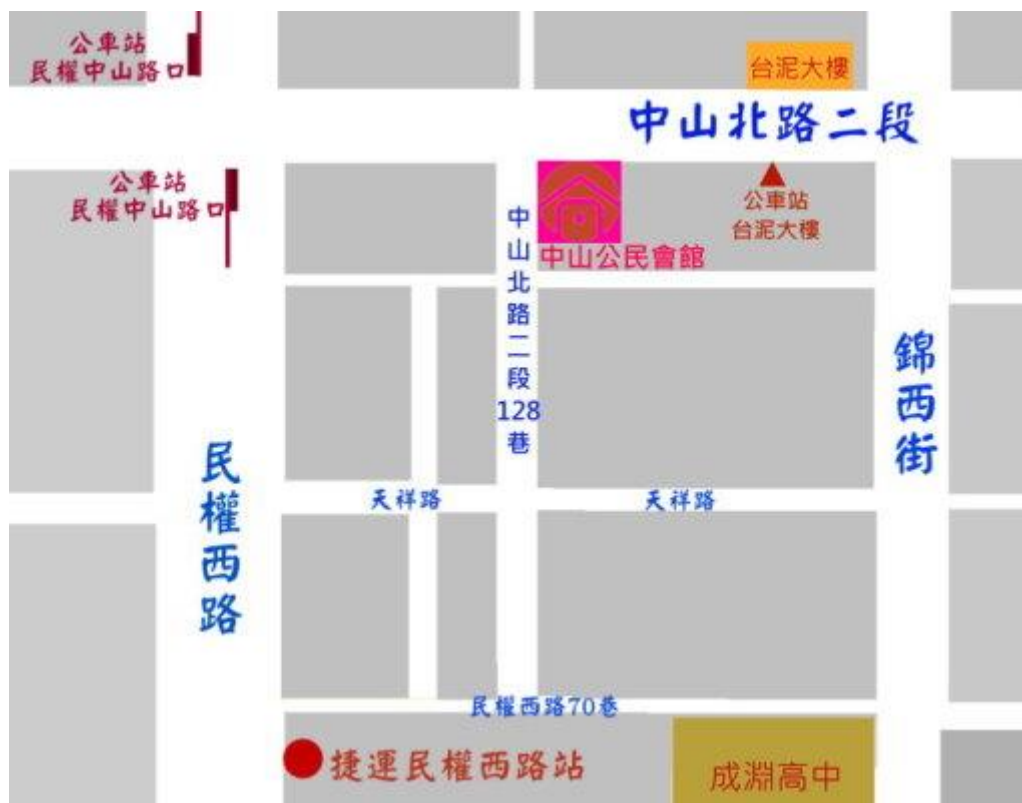 公車站
民權中山路口
台泥大樓
中山北路二段
公車站
民權中山路口
公車站
台泥大樓
中山公民會館
中山北路二段128巷
錦西街
民權西路
天祥路
天祥路
民權西路70巷
捷運民權西路站
成淵高中